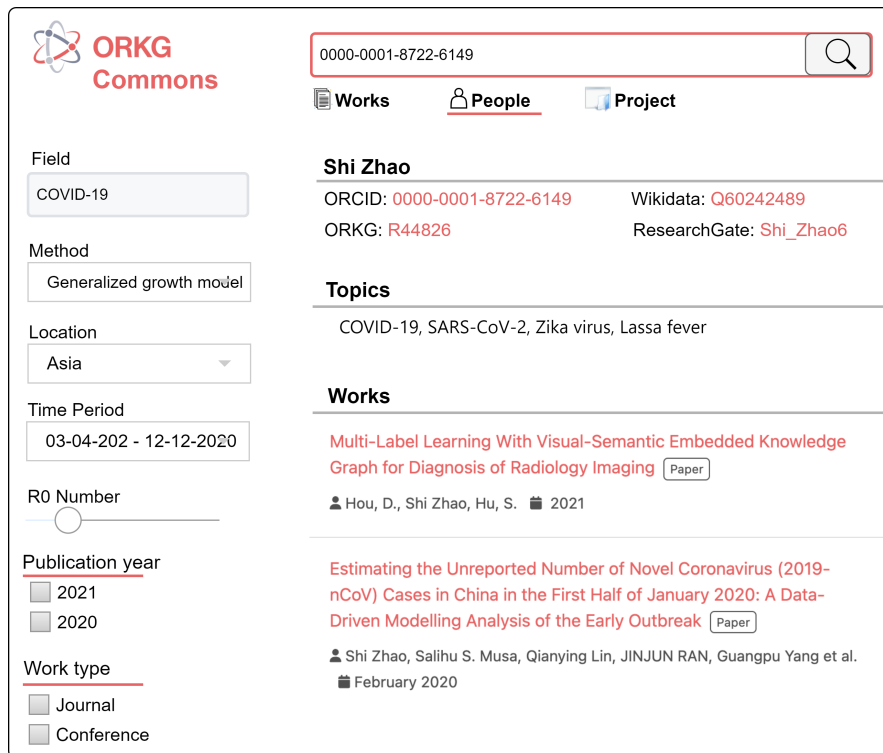 ORKG
Commons
0000-0001-8722-6149
Works
People
Project
Field
COVID-19
Method
Generalized growth model
Location
Asia
Time Period
03-04-202 - 12-12-2020
R0 Number
Publication year
2021
2020
Work type
Journal
Conference
Shi Zhao
ORCID: 0000-0001-8722-6149
Wikidata: Q60242489
ORKG: R44826
ResearchGate: Shi_Zhao6
Topics
COVID-19, SARS-CoV-2, Zika virus, Lassa fever
Works
Multi-Label Learning With Visual-Semantic Embedded Knowledge
Graph for Diagnosis of Radiology Imaging Paper
Hou, D., Shi Zhao, Hu, S. 2021
Estimating the Unreported Number of Novel Coronavirus (2019-
nCoV) Cases in China in the First Half of January 2020: A Data-
Driven Modelling Analysis of the Early Outbreak Paper
Shi Zhao, Salihu S. Musa, Qianying Lin, JINJUN RAN, Guangpu Yang et al.
February 2020